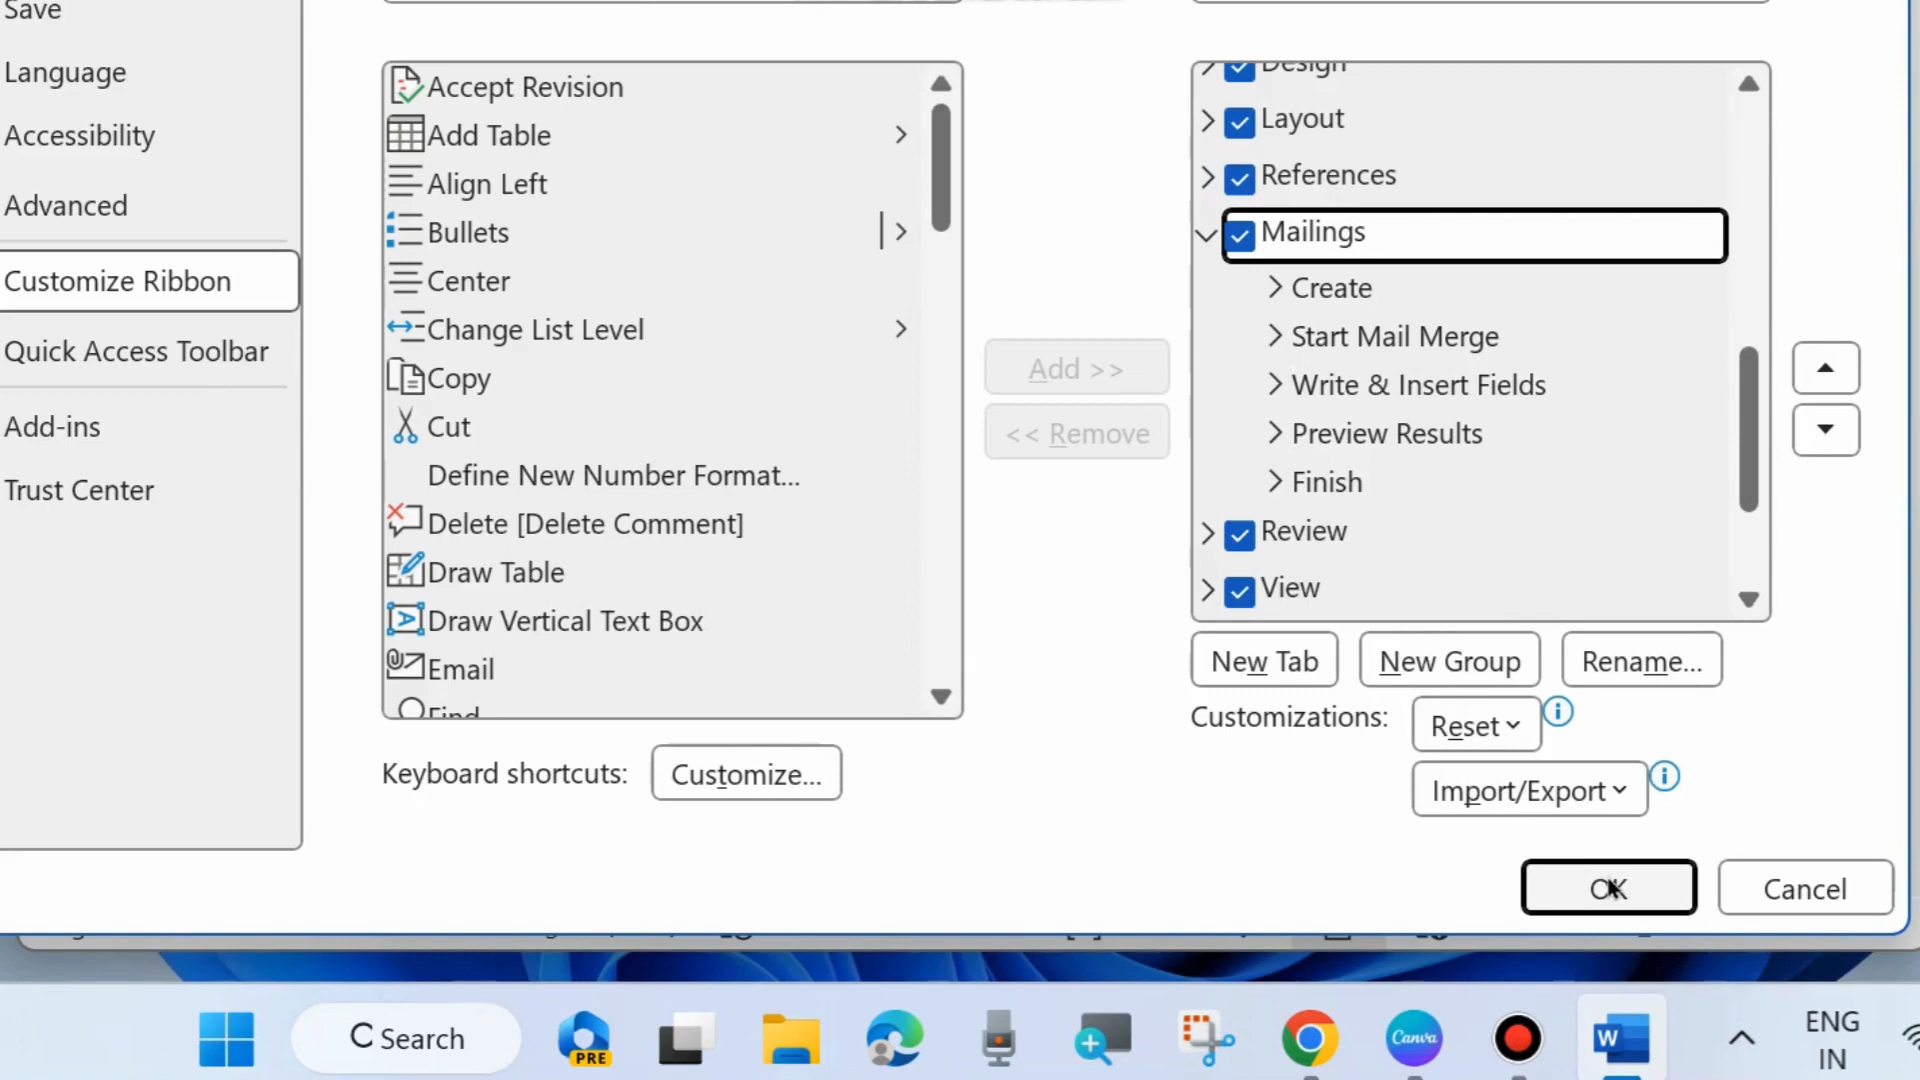 Save
Language
Accessibility
Advanced
Customize Ribbon
Quick Access Toolbar
Add-ins
Trust Center
Accept Revision
Add Table
Align Left
Bullets
Center
Change List Level
Copy
Cut
Define New Number Format...
Delete [Delete Comment]
Draw Table
Draw Vertical Text Box
Email
Find
Keyboard shortcuts: Customize...
Add >>
<< Remove
Design
Layout
References
Mailings
Create
Start Mail Merge
Write & Insert Fields
Preview Results
Finish
Review
View
New Tab New Group Rename...
Customizations: Reset
Import/Export
OK Cancel
Search
PRE
Canva
W
ENG
IN